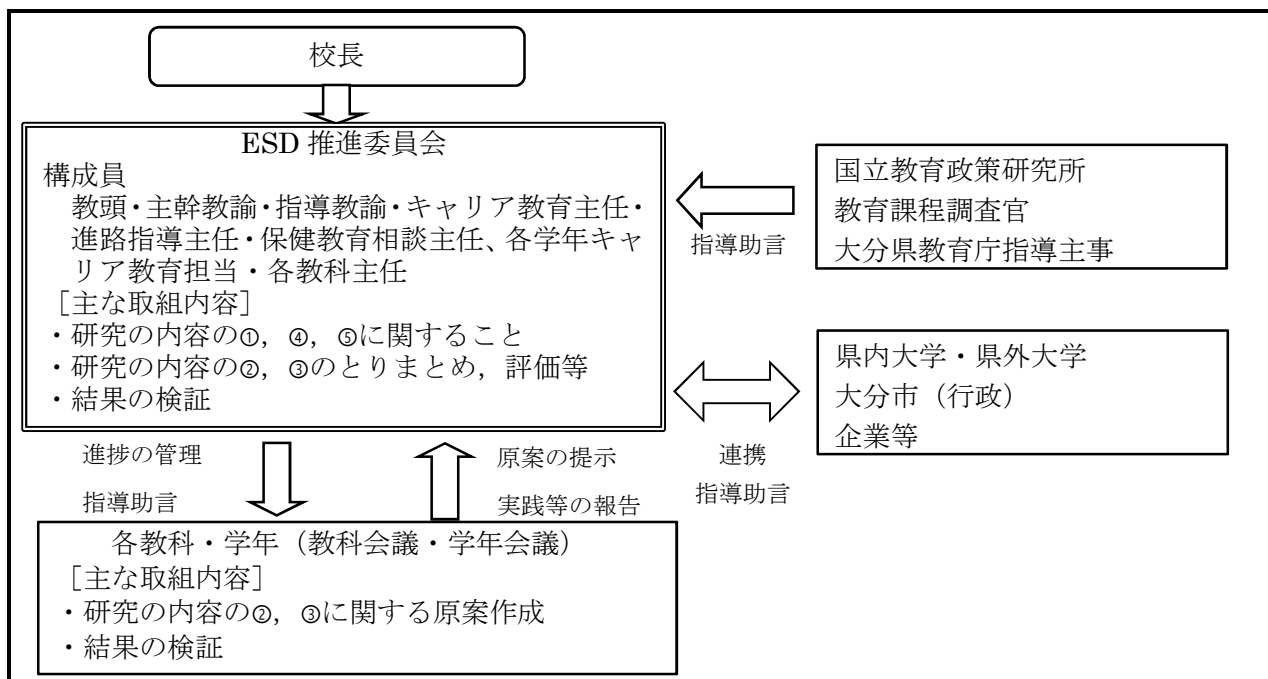 校長
ESD 推進委員会
構成員
教頭・主幹教諭・指導教諭・キャリア教育主任・
進路指導主任・保健教育相談主任、各学年キャ
リア教育担当・各教科主任
［主な取組内容］
・研究の内容の①，④，⑤に関すること
・研究の内容の②，③のとりまとめ，評価等
・結果の検証
国立教育政策研究所
教育課程調査官
大分県教育庁指導主事
指導助言
県内大学・県外大学
大分市（行政）
企業等
連携
指導助言
進捗の管理
指導助言
原案の提示
実践等の報告
各教科・学年（教科会議・学年会議）
［主な取組内容］
・研究の内容の②，③に関する原案作成
・結果の検証